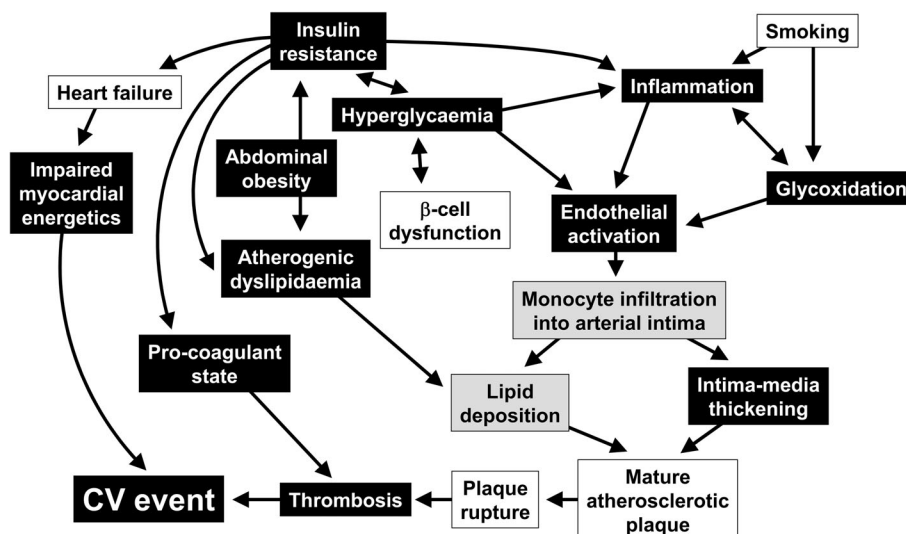 Insulin
resistance
Smoking
Heart failure
Inflammation
Hyperglycaemia
Impaired
myocardial
energetics
Abdominal
obesity
Glycoxidation
β-cell
dysfunction
Endothelial
activation
Atherogenic
dyslipidaemia
Monocyte infiltration
into arterial intima
Pro-coagulant
state
Lipid
deposition
Intima-media
thickening
CV event
Thrombosis
Plaque
rupture
Mature
atherosclerotic
plaque